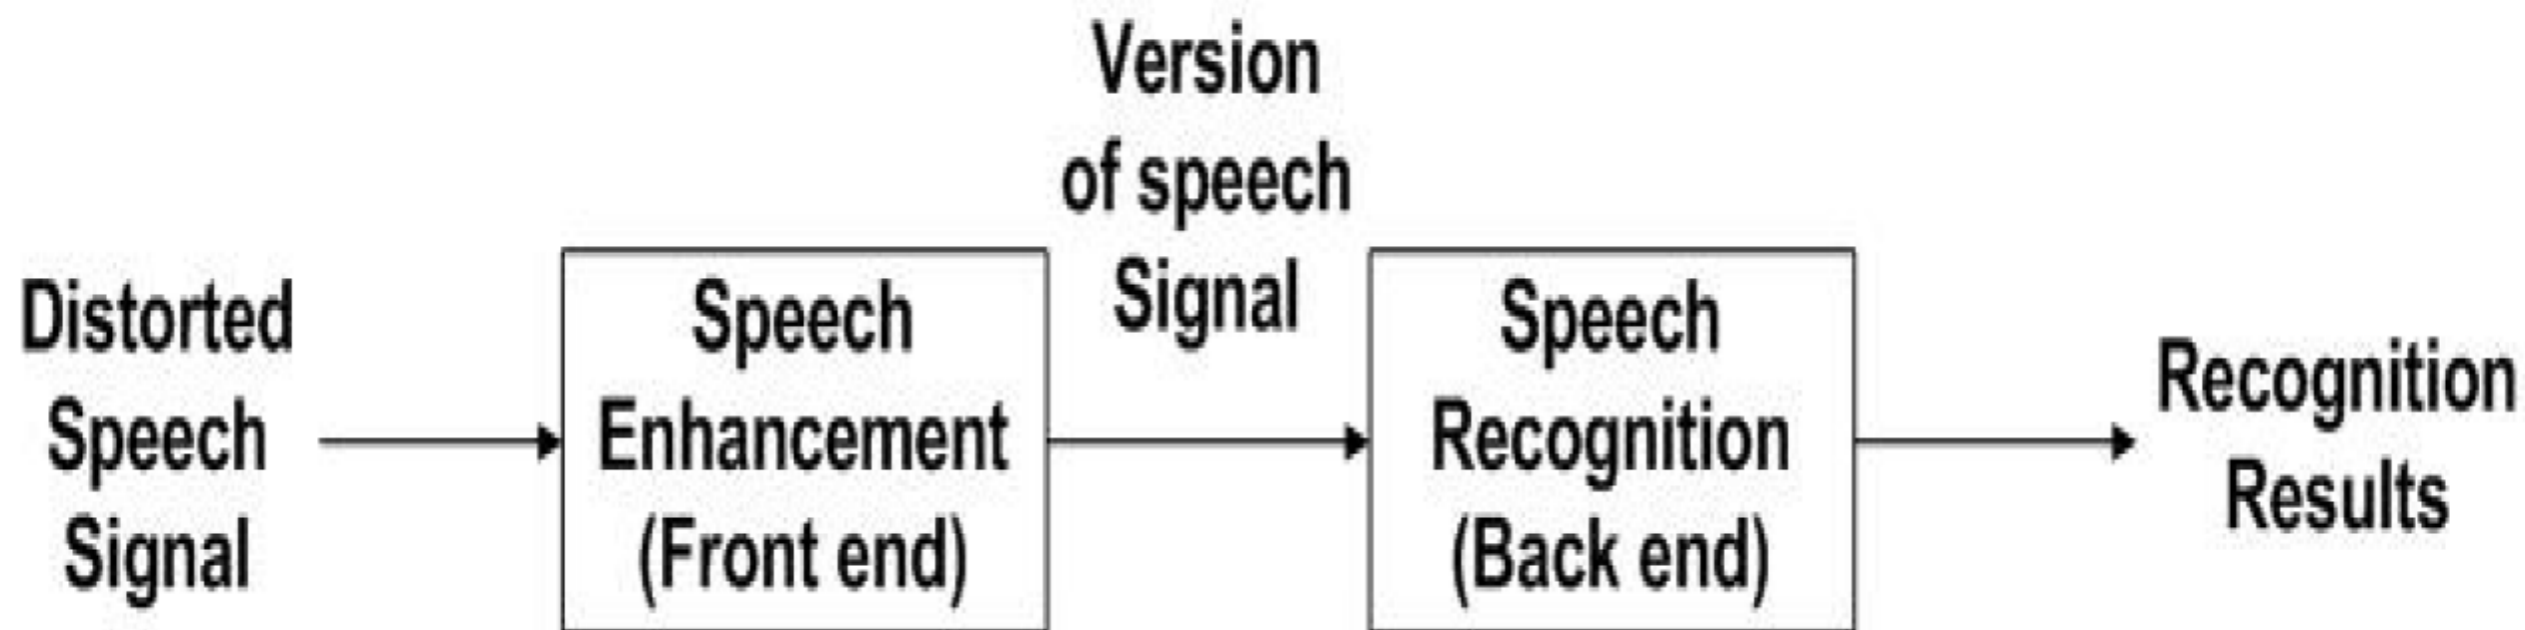 Distorted
Speech
Signal
Speech
Enhancement
(Front end)
Version
of speech
Signal
Speech
Recognition
(Back end)
Recognition
Results